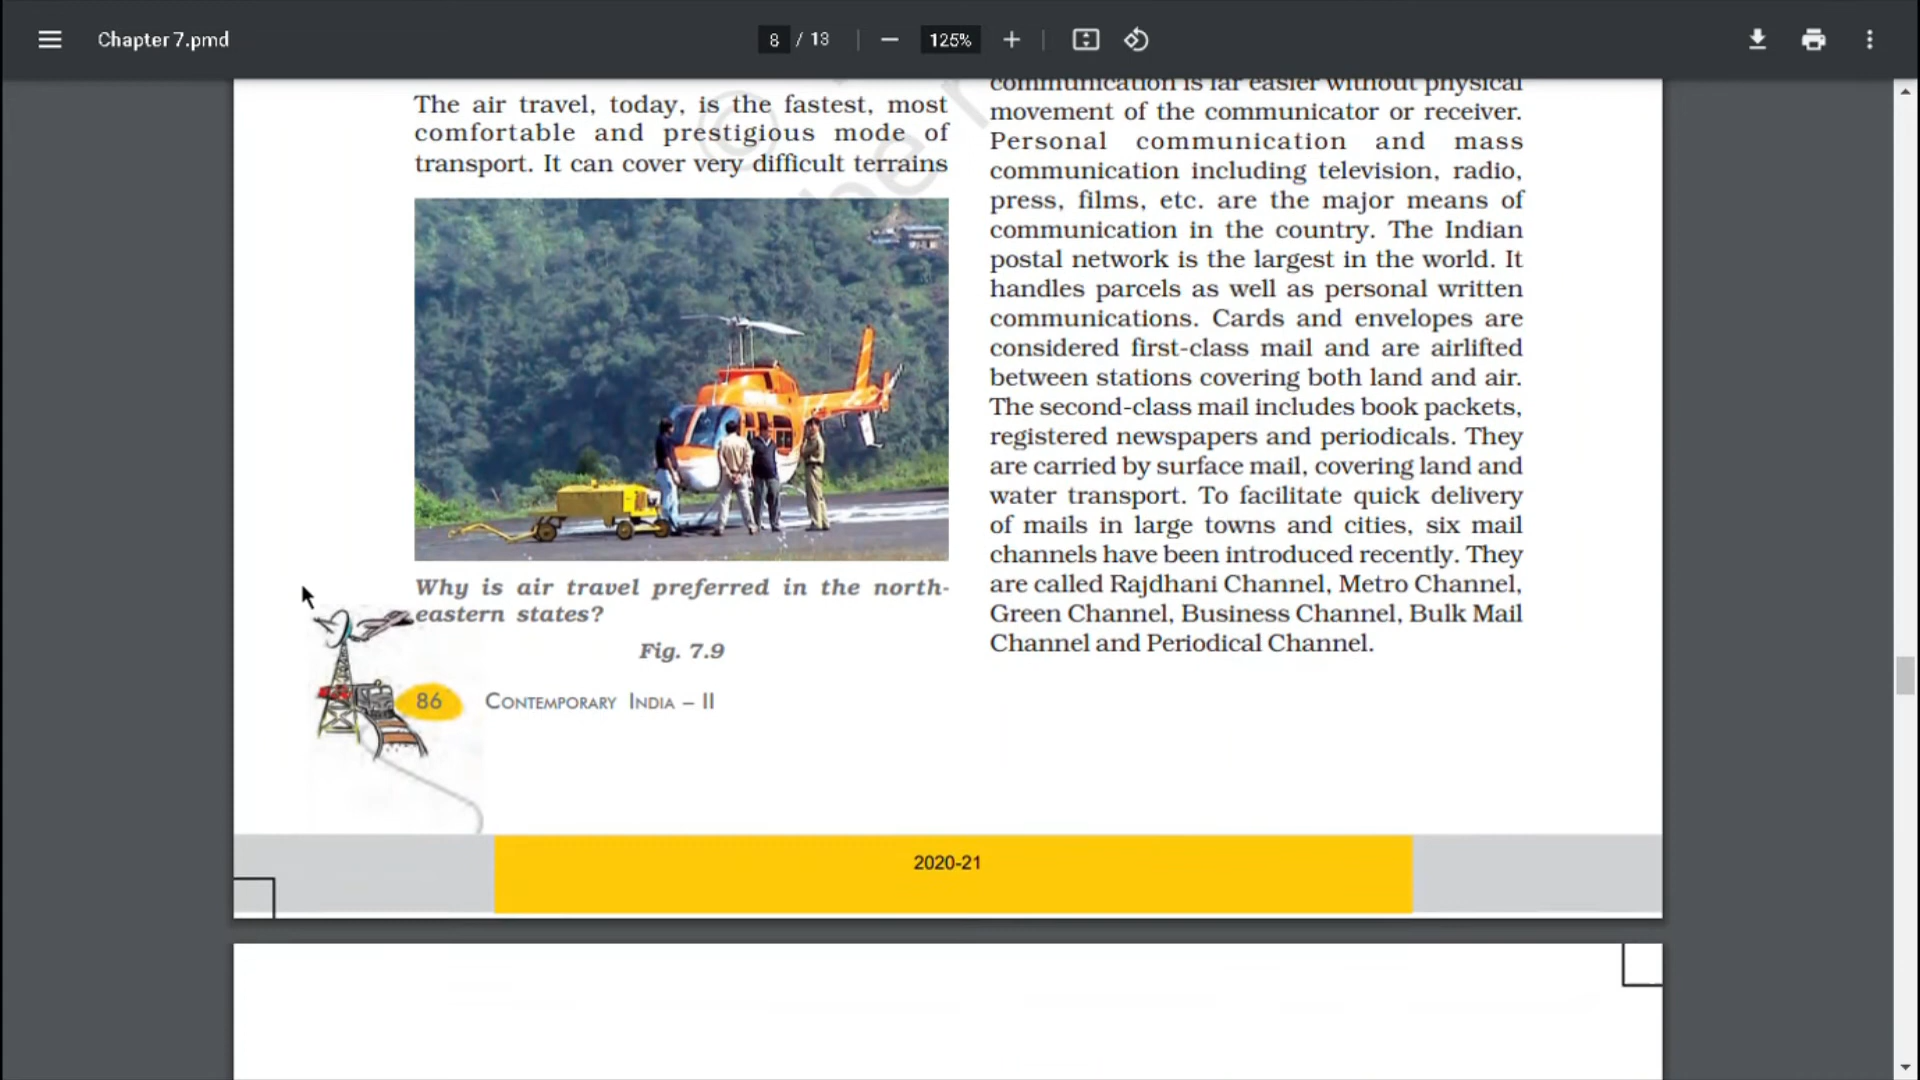 Chapter 7.pmd
8 / 13
125%
The air travel, today, is the fastest, most
comfortable and prestigious mode of
transport. It can cover very difficult terrains
Why is air travel preferred in the north-
eastern states?
Fig. 7.9
86 CONTEMPORARY INDIA – II
communication is far easier without physical
movement of the communicator or receiver.
Personal communication and mass
communication including television, radio,
press, films, etc. are the major means of
communication in the country. The Indian
postal network is the largest in the world. It
handles parcels as well as personal written
communications. Cards and envelopes are
considered first-class mail and are airlifted
between stations covering both land and air.
The second-class mail includes book packets,
registered newspapers and periodicals. They
are carried by surface mail, covering land and
water transport. To facilitate quick delivery
of mails in large towns and cities, six mail
channels have been introduced recently. They
are called Rajdhani Channel, Metro Channel,
Green Channel, Business Channel, Bulk Mail
Channel and Periodical Channel.
2020-21